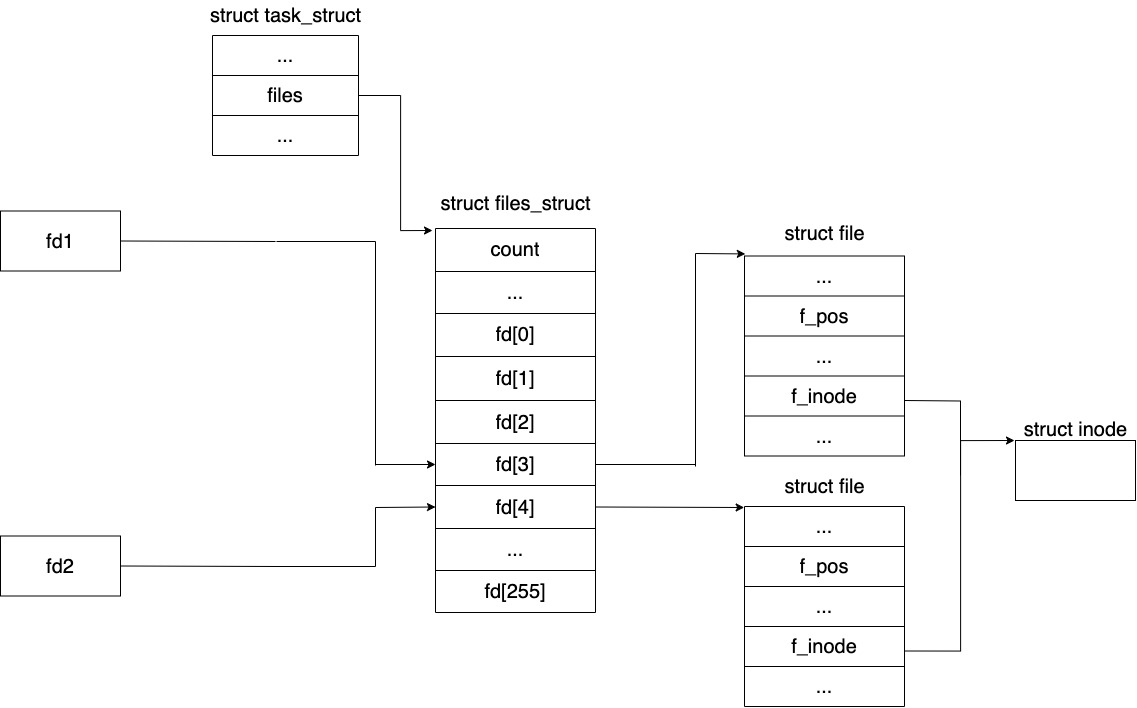 struct task_struct
...
files
...
struct files_struct
fd1
count
...
fd[0]
fd[1]
fd[2]
fd[3]
fd[4]
...
fd[255]
fd2
struct file
...
f_pos
...
f_inode
...
struct file
...
f_pos
...
f_inode
...
struct inode